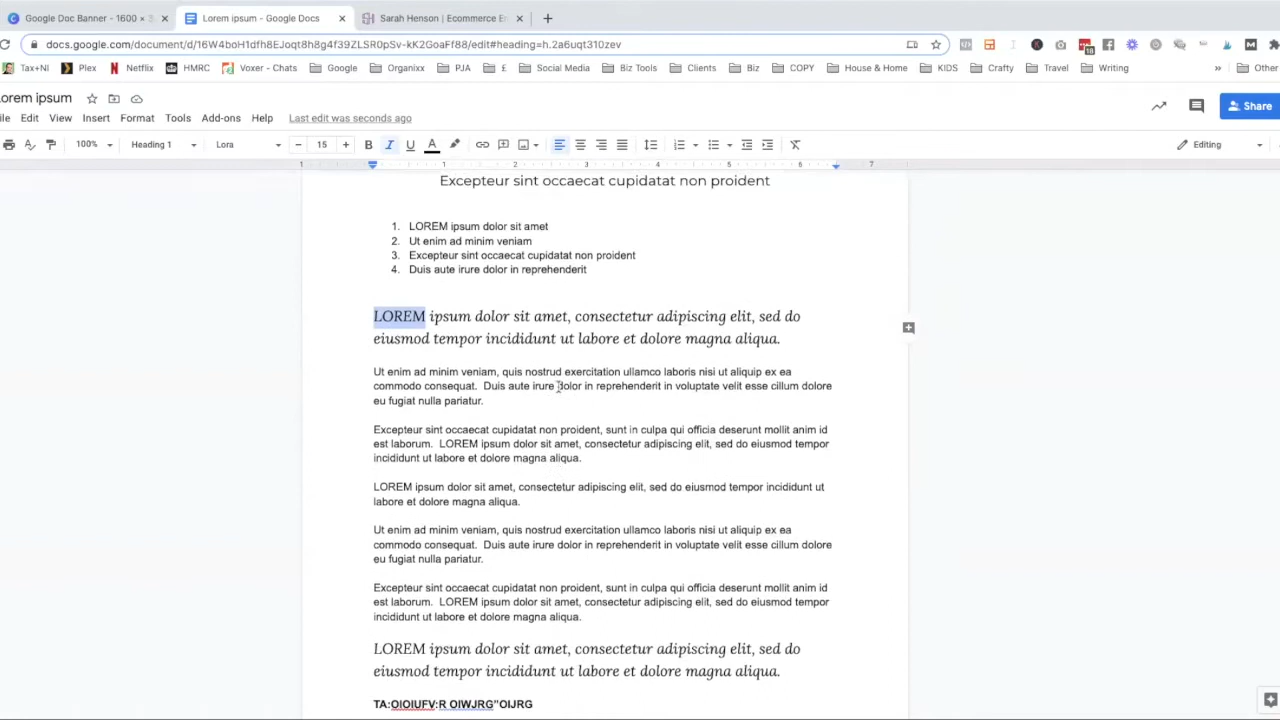 Google Doc Banner - 1600 × 3
Lorem ipsum - Google Docs
Sarah Henson | Ecommerce Em
docs.google.com/document/d/16W4boH1dfh8EJoqt8h8g4f39ZLSR0pSv-kK2GoaFf88/edit#heading=h.2a6uqt310zev
18
Tax+NI Plex Netflix HMRC Voxer - Chats Google Organixx PJA £ Social Media Biz Tools Clients Biz COPY House & Home KIDS Crafty Travel Writing » Other
orem ipsum
ile Edit View Insert Format Tools Add-ons Help Last edit was seconds ago
Share
100% Heading 1 Lora − 15 + B I U A Editing
1 1 2 3 4 5 6 7
Excepteur sint occaecat cupidatat non proident
1. LOREM ipsum dolor sit amet
2. Ut enim ad minim veniam
3. Excepteur sint occaecat cupidatat non proident
4. Duis aute irure dolor in reprehenderit
LOREM ipsum dolor sit amet, consectetur adipiscing elit, sed do
eiusmod tempor incididunt ut labore et dolore magna aliqua.
Ut enim ad minim veniam, quis nostrud exercitation ullamco laboris nisi ut aliquip ex ea
commodo consequat.  Duis aute irure dolor in reprehenderit in voluptate velit esse cillum dolore
eu fugiat nulla pariatur.
Excepteur sint occaecat cupidatat non proident, sunt in culpa qui officia deserunt mollit anim id
est laborum.  LOREM ipsum dolor sit amet, consectetur adipiscing elit, sed do eiusmod tempor
incididunt ut labore et dolore magna aliqua.
LOREM ipsum dolor sit amet, consectetur adipiscing elit, sed do eiusmod tempor incididunt ut
labore et dolore magna aliqua.
Ut enim ad minim veniam, quis nostrud exercitation ullamco laboris nisi ut aliquip ex ea
commodo consequat.  Duis aute irure dolor in reprehenderit in voluptate velit esse cillum dolore
eu fugiat nulla pariatur.
Excepteur sint occaecat cupidatat non proident, sunt in culpa qui officia deserunt mollit anim id
est laborum.  LOREM ipsum dolor sit amet, consectetur adipiscing elit, sed do eiusmod tempor
incididunt ut labore et dolore magna aliqua.
LOREM ipsum dolor sit amet, consectetur adipiscing elit, sed do
eiusmod tempor incididunt ut labore et dolore magna aliqua.
TA:OIOIUFV:R OIWJRG"OIJRG